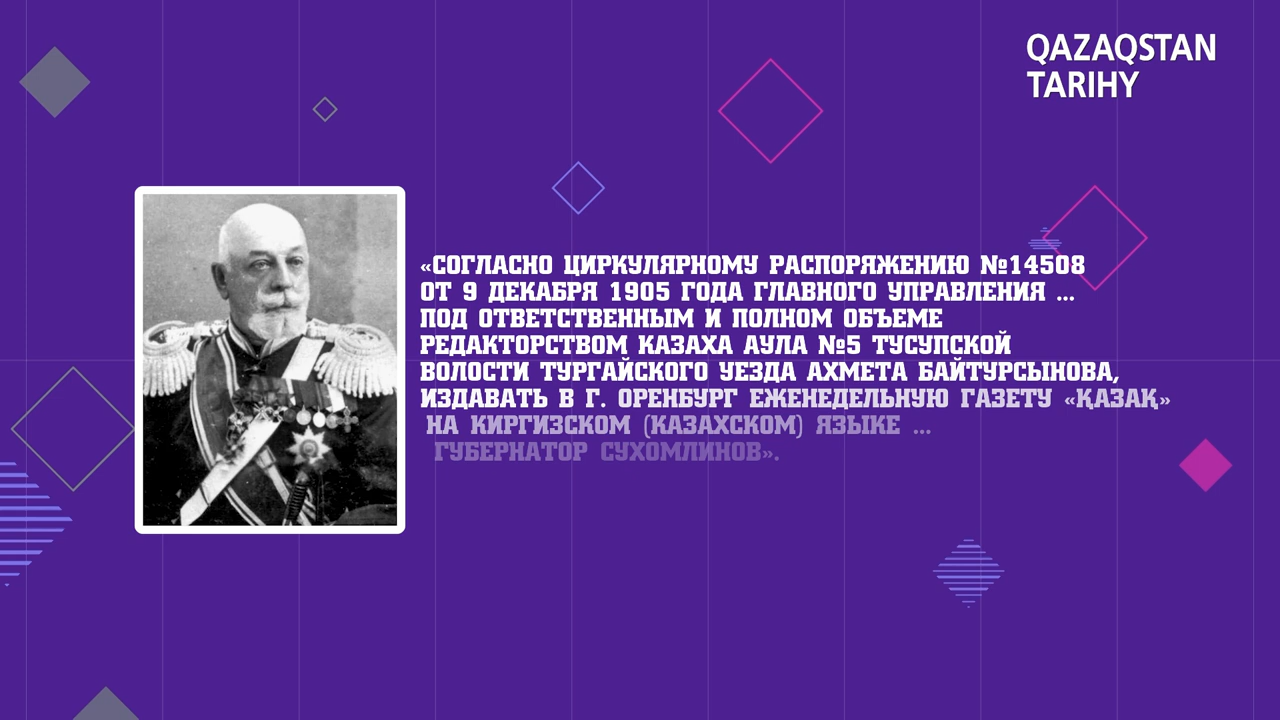 QAZAQSTAN
TARIHY
«СОГЛАСНО ЦИРКУЛЯРНОМУ РАСПОРЯЖЕНИЮ №14508
ОТ 9 ДЕКАБРЯ 1905 ГОДА ГЛАВНОГО УПРАВЛЕНИЯ ...
ПОД ОТВЕТСТВЕННЫМ И ПОЛНОМ ОБЪЕМЕ
РЕДАКТОРСТВОМ КАЗАХА АУЛА №5 ТУСУПСКОЙ
ВОЛОСТИ ТУРГАЙСКОГО УЕЗДА АХМЕТА БАЙТУРСЫНОВА,
ИЗДАВАТЬ В Г. ОРЕНБУРГ ЕЖЕНЕДЕЛЬНУЮ ГАЗЕТУ «ҚАЗАҚ»
НА КИРГИЗСКОМ (КАЗАХСКОМ) ЯЗЫКЕ ...
ГУБЕРНАТОР СУХОМЛИНОВ».